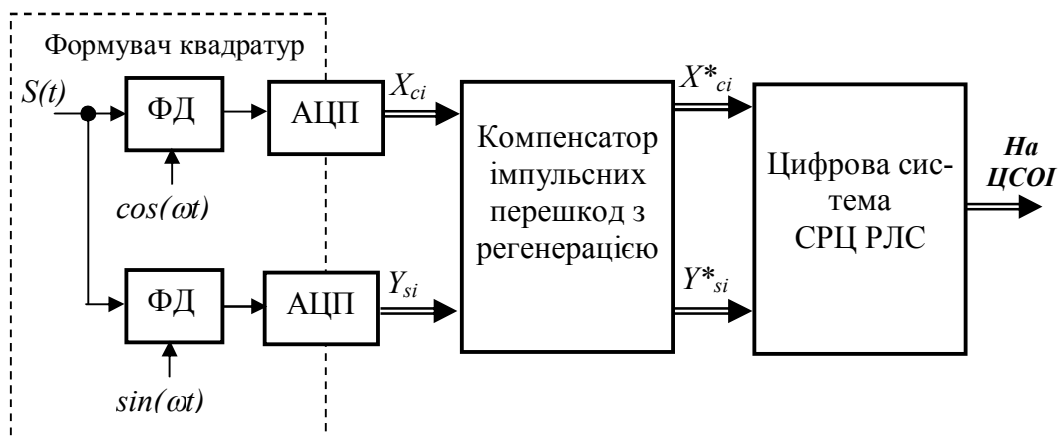 Формувач квадратур
S(t)
ФД
АЦП
X_ci
cos(ωt)
ФД
АЦП
Y_si
sin(ωt)
Компенсатор
імпульсних
перешкод з
регенерацією
X*_ci
Y*_si
Цифрова сис-
тема
СРЦ РЛС
На
ЦСОІ